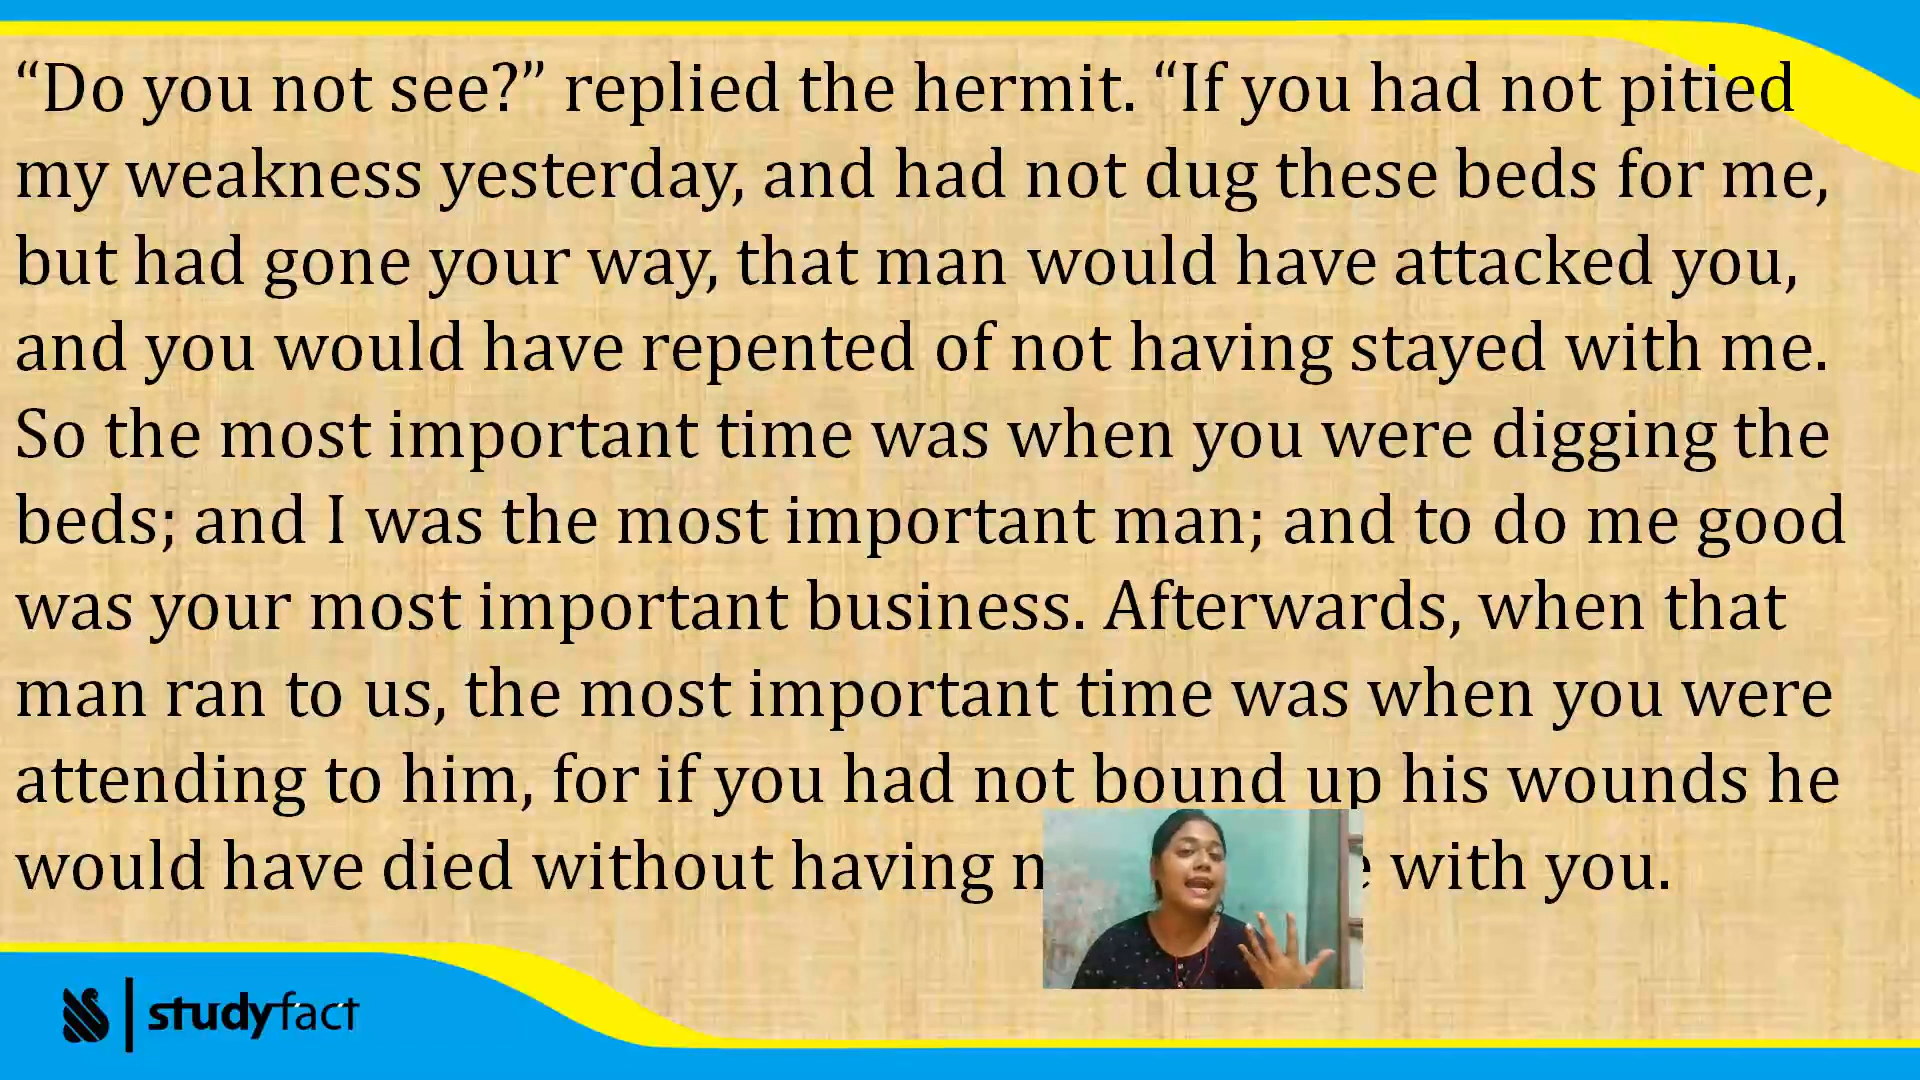 “Do you not see?” replied the hermit. “If you had not pitied
my weakness yesterday, and had not dug these beds for me,
but had gone your way, that man would have attacked you,
and you would have repented of not having stayed with me.
So the most important time was when you were digging the
beds; and I was the most important man; and to do me good
was your most important business. Afterwards, when that
man ran to us, the most important time was when you were
attending to him, for if you had not bound up his wounds he
would have died without having with you.
studyfact